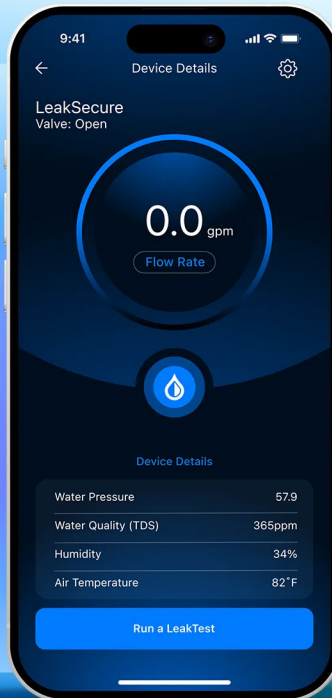 9:41
Device Details
LeakSecure
Valve: Open
0.0 gpm
Flow Rate
Device Details
Water Pressure 57.9
Water Quality (TDS) 365ppm
Humidity 34%
Air Temperature 82°F
Run a LeakTest